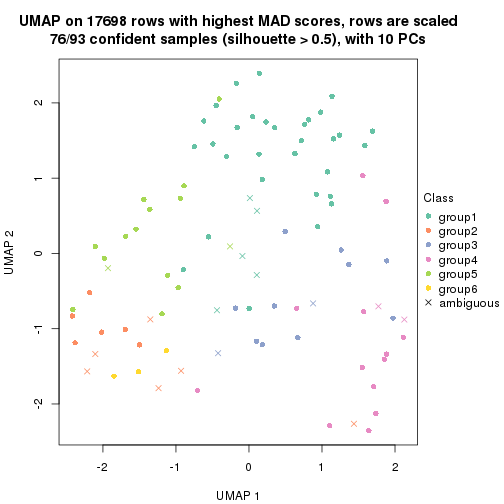 UMAP on 17698 rows with highest MAD scores, rows are scaled
76/93 confident samples (silhouette > 0.5), with 10 PCs
UMAP 2
2
1
0
-1
-2
-2
-1
0
1
2
UMAP 1
Class
group1
group2
group3
group4
group5
group6
ambiguous